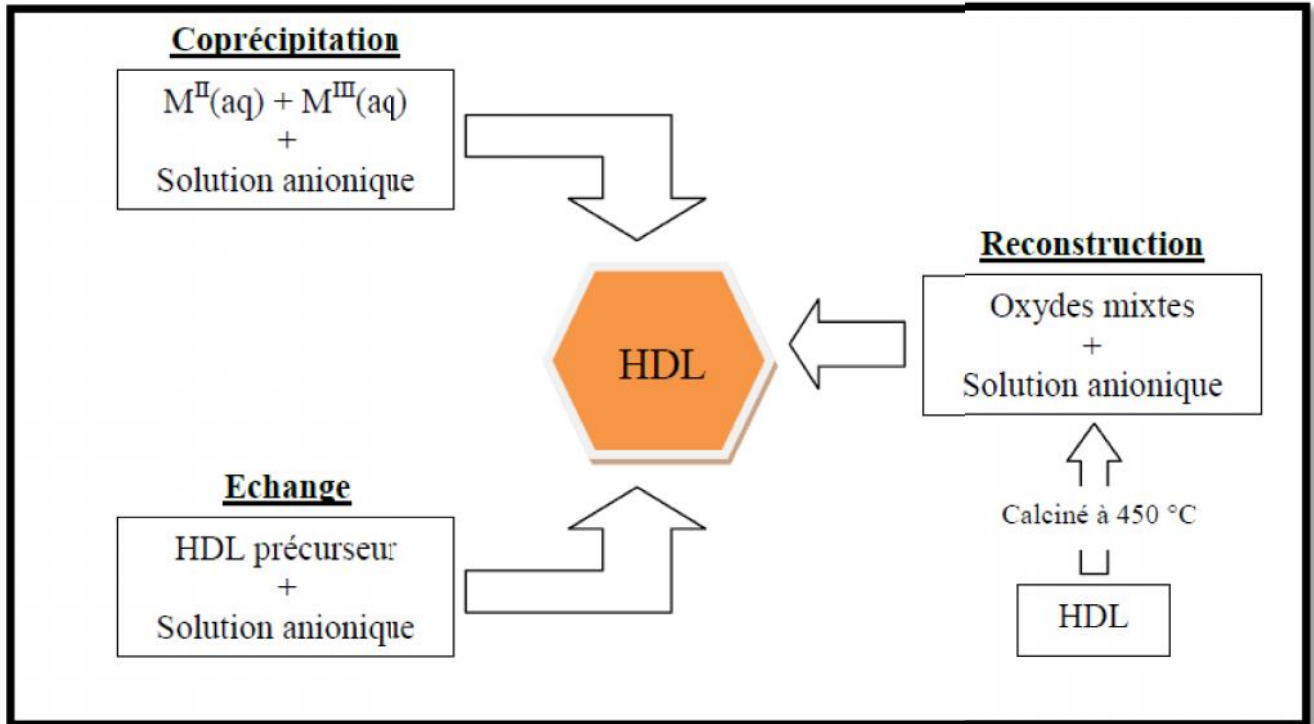 Coprécipitation
M^II(aq) + M^III(aq)
+
Solution anionique
Reconstruction
Oxydes mixtes
+
Solution anionique
HDL
Echange
HDL précurseur
+
Solution anionique
Calciné à 450 °C
HDL